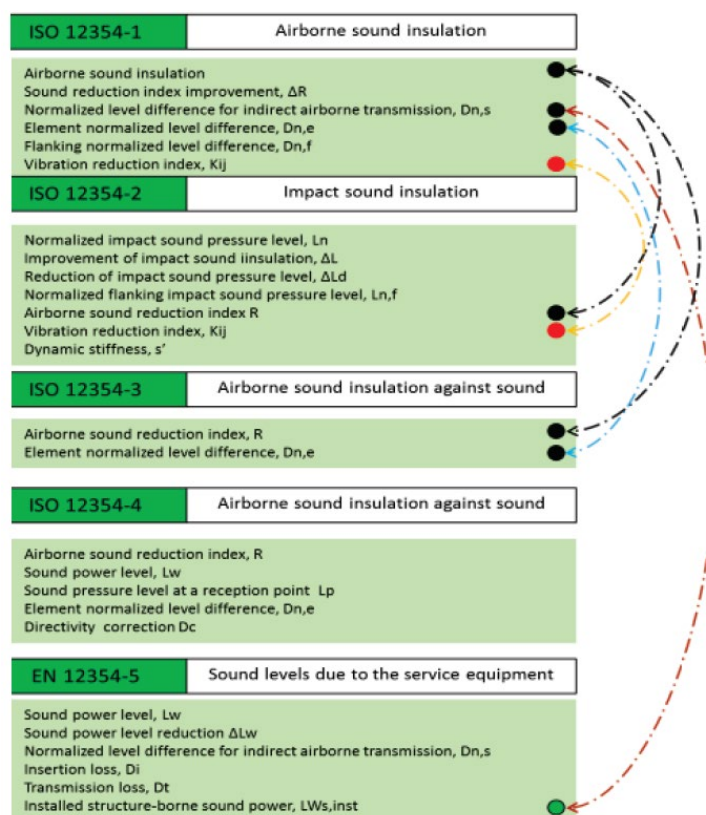 ISO 12354-1 Airborne sound insulation
Airborne sound insulation
Sound reduction index improvement, ΔR
Normalized level difference for indirect airborne transmission, Dn,s
Element normalized level difference, Dn,e
Flanking normalized level difference, Dn,f
Vibration reduction index, Kij
ISO 12354-2 Impact sound insulation
Normalized impact sound pressure level, Ln
Improvement of impact sound iinsulation, ΔL
Reduction of impact sound pressure level, ΔLd
Normalized flanking impact sound pressure level, Ln,f
Airborne sound reduction index R
Vibration reduction index, Kij
Dynamic stiffness, s’
ISO 12354-3 Airborne sound insulation against sound
Airborne sound reduction index, R
Element normalized level difference, Dn,e
ISO 12354-4 Airborne sound insulation against sound
Airborne sound reduction index, R
Sound power level, Lw
Sound pressure level at a reception point Lp
Element normalized level difference, Dn,e
Directivity correction Dc
EN 12354-5 Sound levels due to the service equipment
Sound power level, Lw
Sound power level reduction ΔLw
Normalized level difference for indirect airborne transmission, Dn,s
Insertion loss, Di
Transmission loss, Dt
Installed structure-borne sound power, LWs,inst